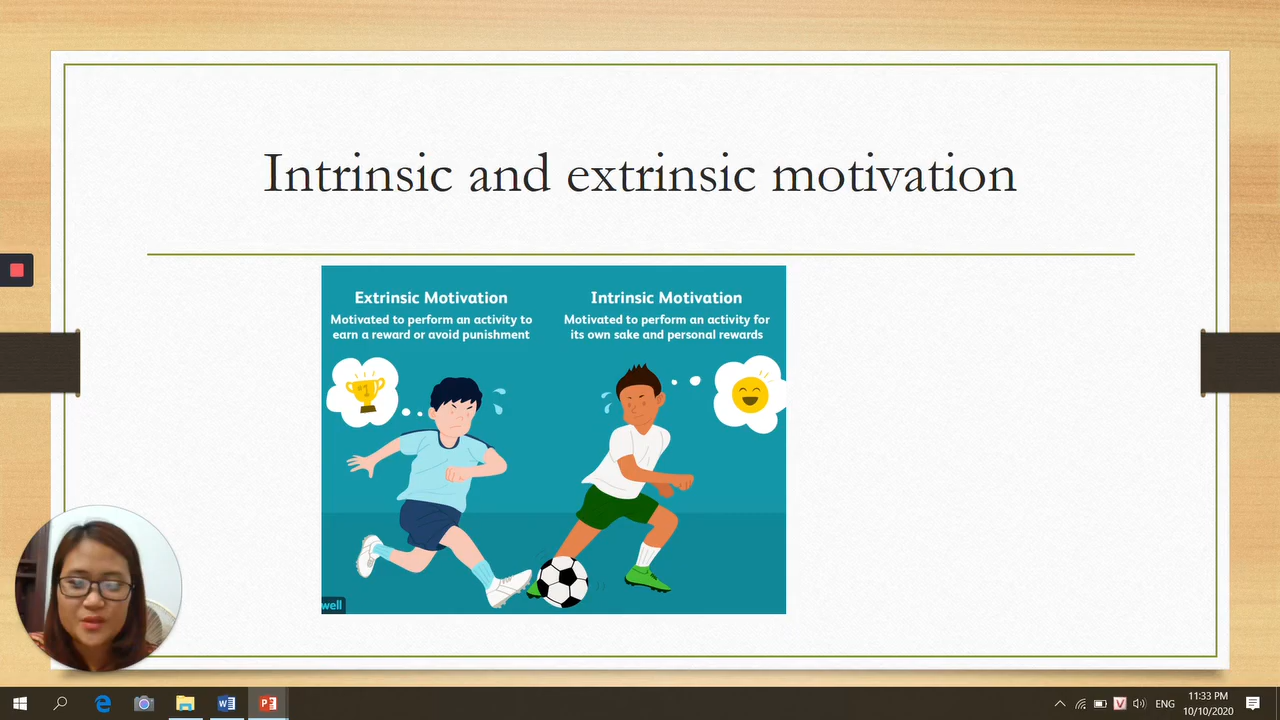 Intrinsic and extrinsic motivation
Extrinsic Motivation
Motivated to perform an activity to
earn a reward or avoid punishment
Intrinsic Motivation
Motivated to perform an activity for
its own sake and personal rewards
#1
well
ENG
11:33 PM
10/10/2020